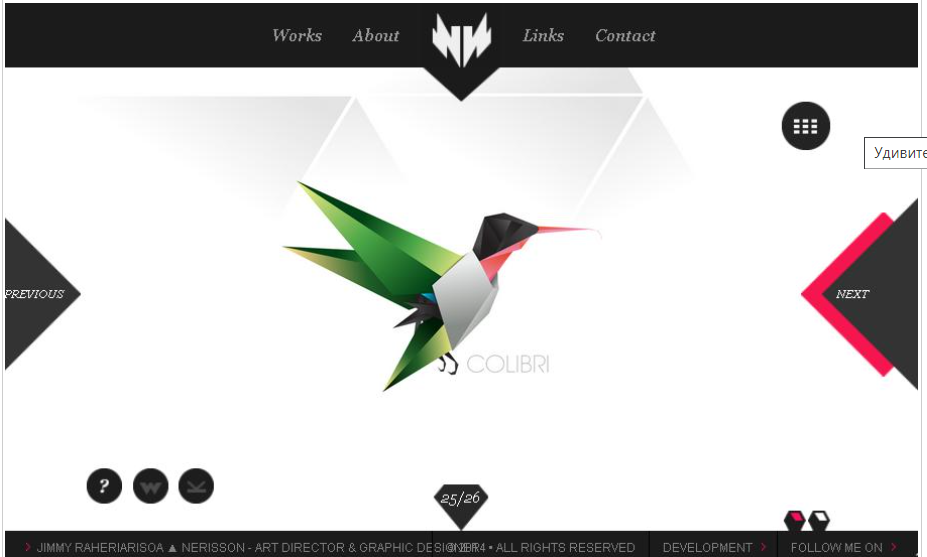 Works About Links Contact
Удивите
PREVIOUS
NEXT
COLIBRI
?
25/26
JIMMY RAHERIARISOA ▲ NERISSON - ART DIRECTOR & GRAPHIC DESIGNER
• ALL RIGHTS RESERVED
DEVELOPMENT
FOLLOW ME ON